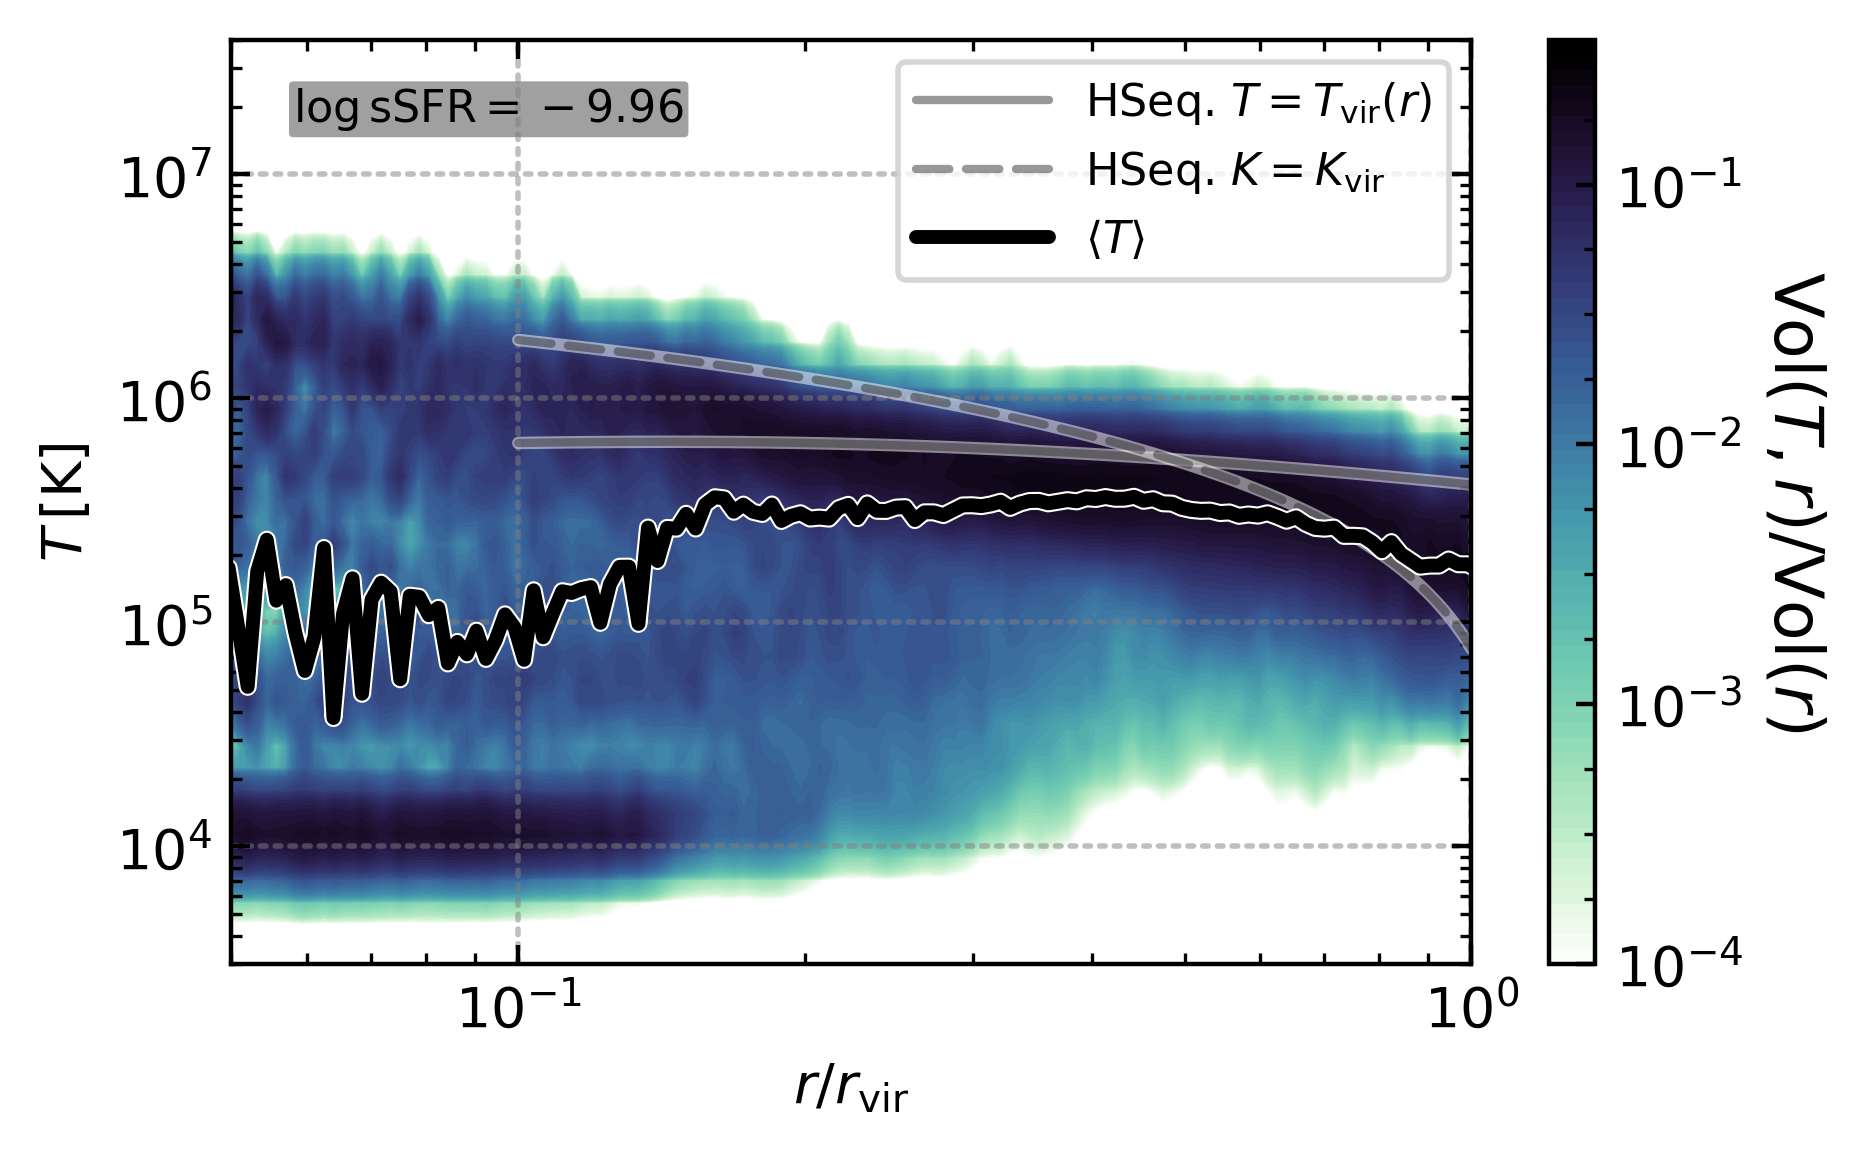 log sSFR = −9.96
HSeq. T = T_vir(r)
HSeq. K = K_vir
⟨T⟩
10^7
10^6
10^5
10^4
T [K]
10^−1
10^0
r/r_vir
10^−1
10^−2
10^−3
10^−4
Vol(T, r)/Vol(r)